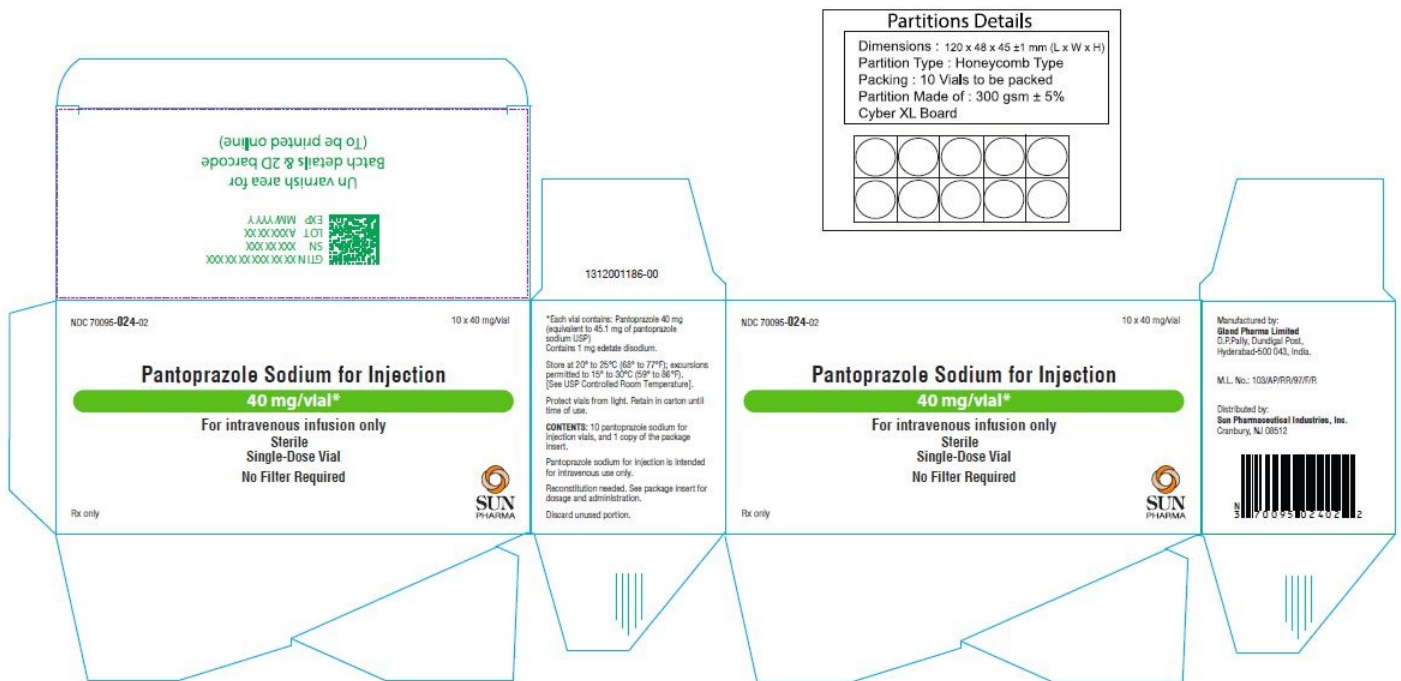 Partitions Details
Dimensions : 120 x 48 x 45 ±1 mm (L x W x H)
Partition Type : Honeycomb Type
Packing : 10 Vials to be packed
Partition Made of : 300 gsm ± 5%
Cyber XL Board
Un varnish area for
Batch details & 2D barcode
(To be printed online)
GTIN XX XX XXX XX XX XXX
SN XXX XX XXX
LOT AXXX XX XX
EXP MM/YYYY
1312001186-00
NDC 70095-024-02
10 x 40 mg/vial
Pantoprazole Sodium for Injection
40 mg/vial*
For intravenous infusion only
Sterile
Single-Dose Vial
No Filter Required
Rx only
SUN
PHARMA
*Each vial contains: Pantoprazole 40 mg
(equivalent to 45.1 mg of pantoprazole
sodium USP)
Contains 1 mg edetate disodium.
Store at 20° to 25°C (68° to 77°F); excursions
permitted to 15° to 30°C (59° to 86°F).
[See USP Controlled Room Temperature].
Protect vials from light. Retain in carton until
time of use.
CONTENTS: 10 pantoprazole sodium for
injection vials, and 1 copy of the package
insert.
Pantoprazole sodium for injection is intended
for intravenous use only.
Reconstitution needed. See package insert for
dosage and administration.
Discard unused portion.
NDC 70095-024-02
10 x 40 mg/vial
Pantoprazole Sodium for Injection
40 mg/vial*
For intravenous infusion only
Sterile
Single-Dose Vial
No Filter Required
Rx only
SUN
PHARMA
Manufactured by:
Gland Pharma Limited
D.P.Pally, Dundigal Post,
Hyderabad-500 043, India.
M.L. No.: 103/AP/RR/97/F/R
Distributed by:
Sun Pharmaceutical Industries, Inc.
Cranbury, NJ 08512
N
3 70095 02402 2